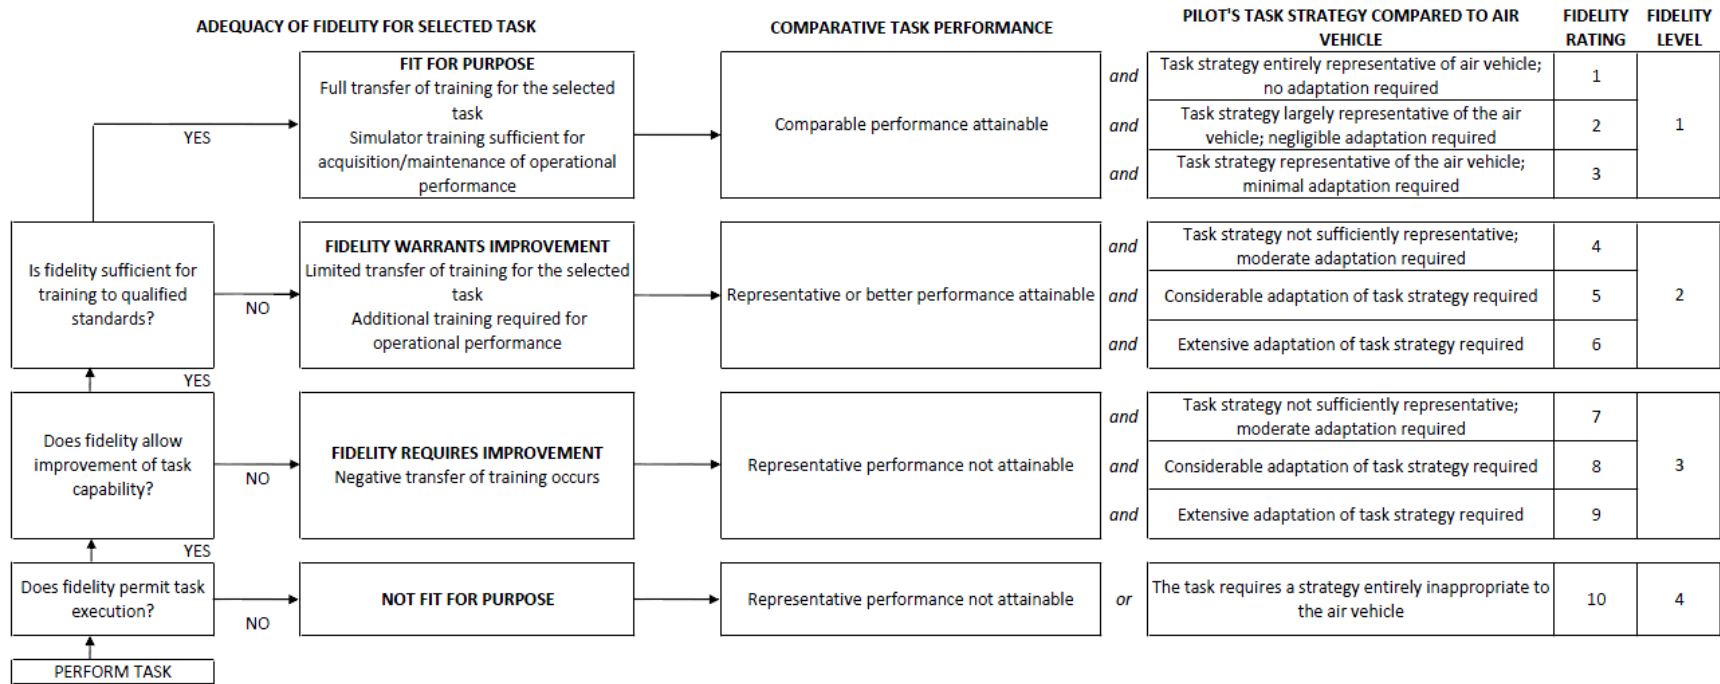 ADEQUACY OF FIDELITY FOR SELECTED TASK
COMPARATIVE TASK PERFORMANCE
PILOT'S TASK STRATEGY COMPARED TO AIR
VEHICLE
FIDELITY
RATING
FIDELITY
LEVEL
YES
FIT FOR PURPOSE
Full transfer of training for the selected
task
Simulator training sufficient for
acquisition/maintenance of operational
performance
Comparable performance attainable
and
Task strategy entirely representative of air vehicle;
no adaptation required
1
and
Task strategy largely representative of the air
vehicle; negligible adaptation required
2
and
Task strategy representative of the air vehicle;
minimal adaptation required
3
1
Is fidelity sufficient for
training to qualified
standards?
NO
FIDELITY WARRANTS IMPROVEMENT
Limited transfer of training for the selected
task
Additional training required for
operational performance
Representative or better performance attainable
and
Task strategy not sufficiently representative;
moderate adaptation required
4
and
Considerable adaptation of task strategy required
5
and
Extensive adaptation of task strategy required
6
2
YES
Does fidelity allow
improvement of task
capability?
NO
FIDELITY REQUIRES IMPROVEMENT
Negative transfer of training occurs
Representative performance not attainable
and
Task strategy not sufficiently representative;
moderate adaptation required
7
and
Considerable adaptation of task strategy required
8
and
Extensive adaptation of task strategy required
9
3
YES
Does fidelity permit task
execution?
NO
NOT FIT FOR PURPOSE
Representative performance not attainable
or
The task requires a strategy entirely inappropriate to
the air vehicle
10
4
PERFORM TASK